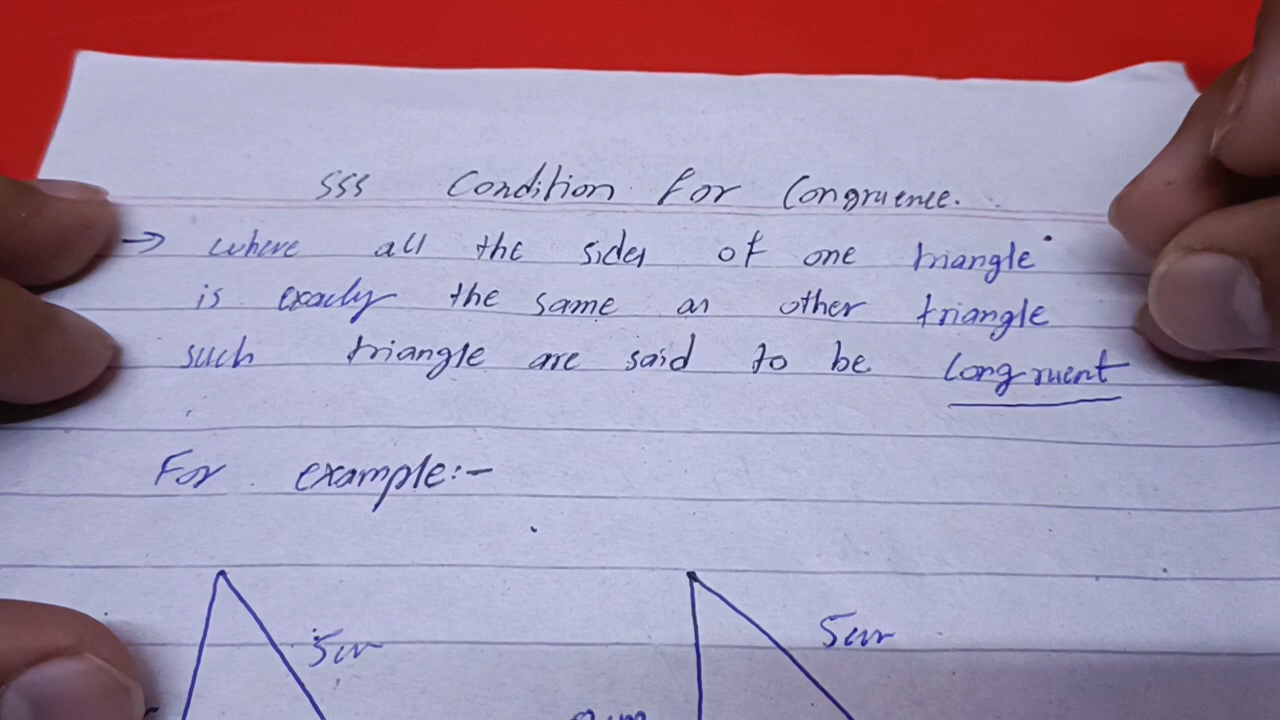 SSS Condition For Congruence.
→ where all the sides of one triangle
is exactly the same as other triangle
such triangle are said to be Congruent
For example:-
5cm 5cm